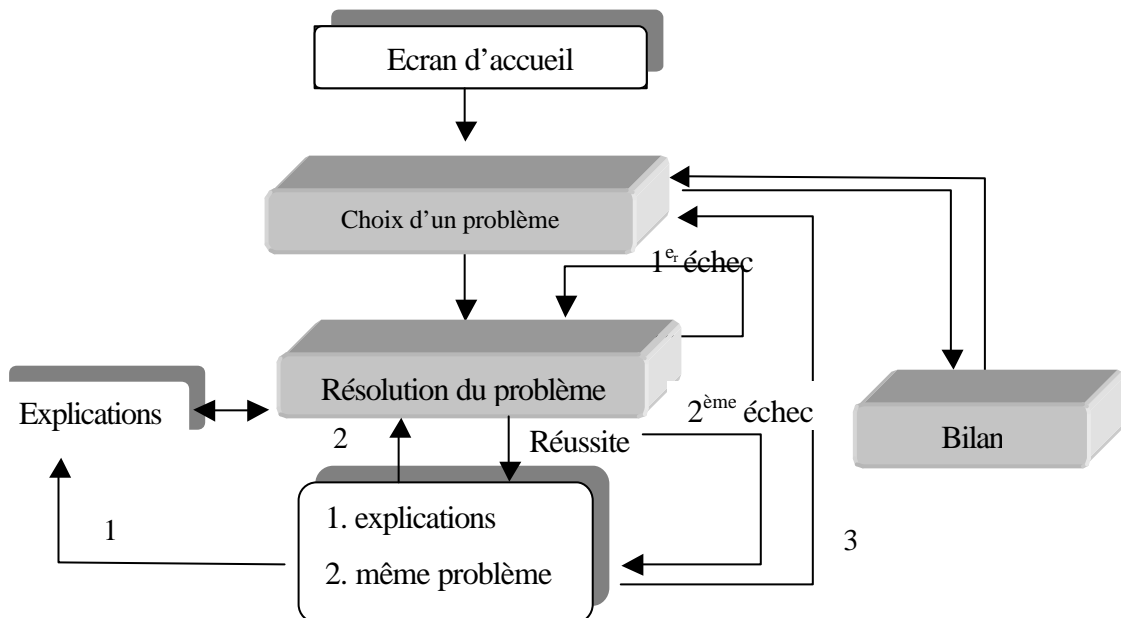 Ecran d’accueil
Choix d’un problème
1er échec
Résolution du problème
Explications
2ème échec
Bilan
2
Réussite
1. explications
1
3
2. même problème